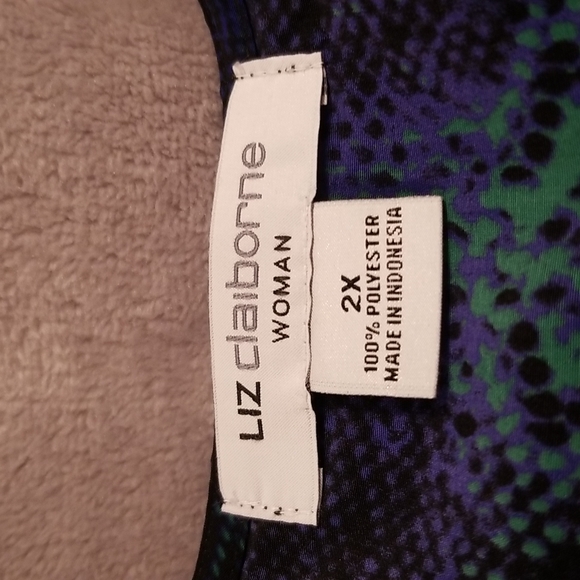 LIZ claiborne
WOMAN
2X
100% POLYESTER
MADE IN INDONESIA